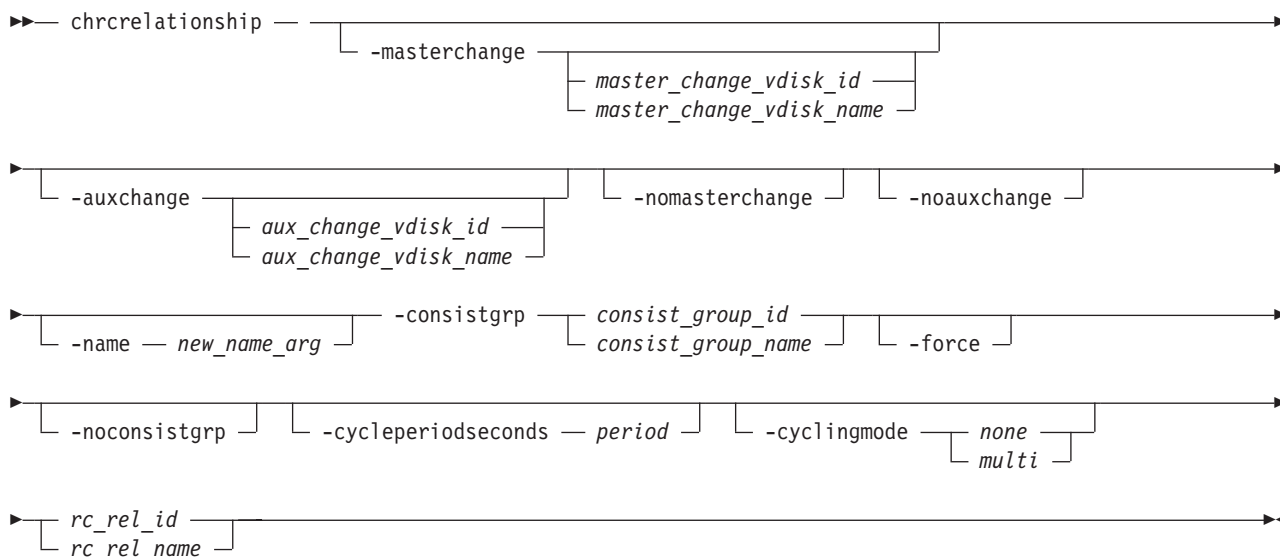 chrcrelationship
-masterchange
master_change_vdisk_id
master_change_vdisk_name
-auxchange
aux_change_vdisk_id
aux_change_vdisk_name
-nomasterchange
-noauxchange
-name new_name_arg
-consistgrp consist_group_id
consist_group_name
-force
-noconsistgrp
-cycleperiodseconds period
-cyclingmode none
multi
rc_rel_id
rc_rel_name